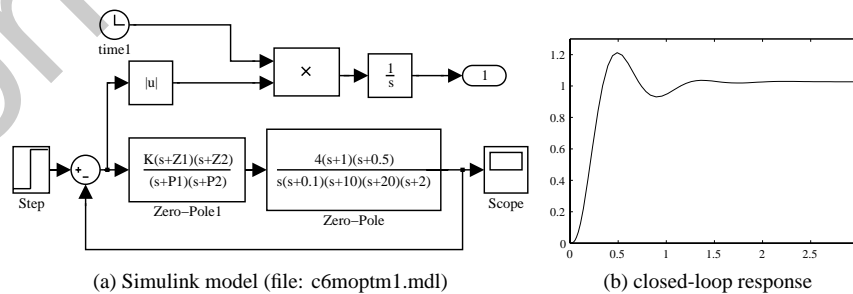 time1
×
1
s
1
|u|
Step
+
−
K(s+Z1)(s+Z2)
(s+P1)(s+P2)
Zero−Pole1
4(s+1)(s+0.5)
s(s+0.1)(s+10)(s+20)(s+2)
Zero−Pole
Scope
(a) Simulink model (file: c6moptm1.mdl)
1.2
1
0.8
0.6
0.4
0.2
0
0 0.5 1 1.5 2 2.5
(b) closed-loop response